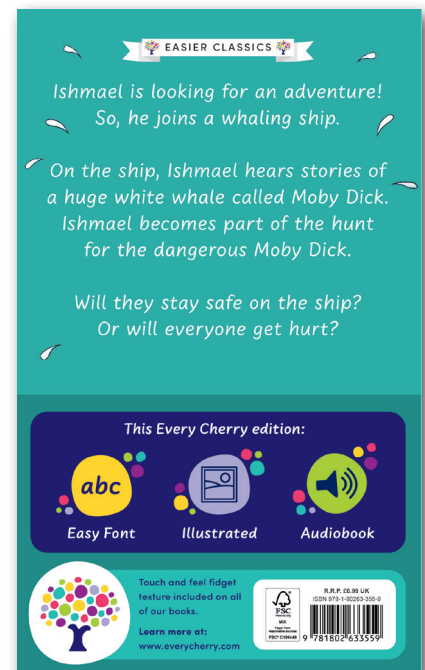 EASIER CLASSICS
Ishmael is looking for an adventure!
So, he joins a whaling ship.
On the ship, Ishmael hears stories of
a huge white whale called Moby Dick.
Ishmael becomes part of the hunt
for the dangerous Moby Dick.
Will they stay safe on the ship?
Or will everyone get hurt?
This Every Cherry edition:
abc
Easy Font
Illustrated
Audiobook
Touch and feel fidget
texture included on all
of our books.
Learn more at:
www.everycherry.com
FSC
MIX
R.R.P. £6.99 UK
ISBN 978-1-80263-355-9
9 781802 633559